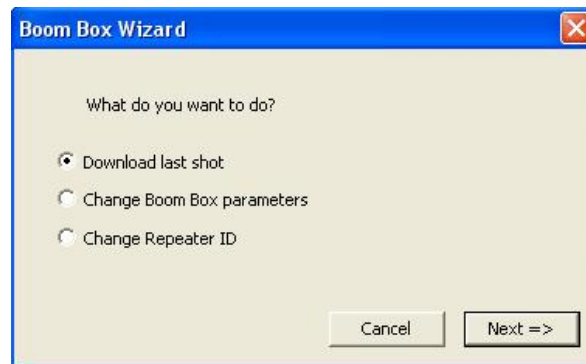 Boom Box Wizard
What do you want to do?
Download last shot
Change Boom Box parameters
Change Repeater ID
Cancel
Next =>